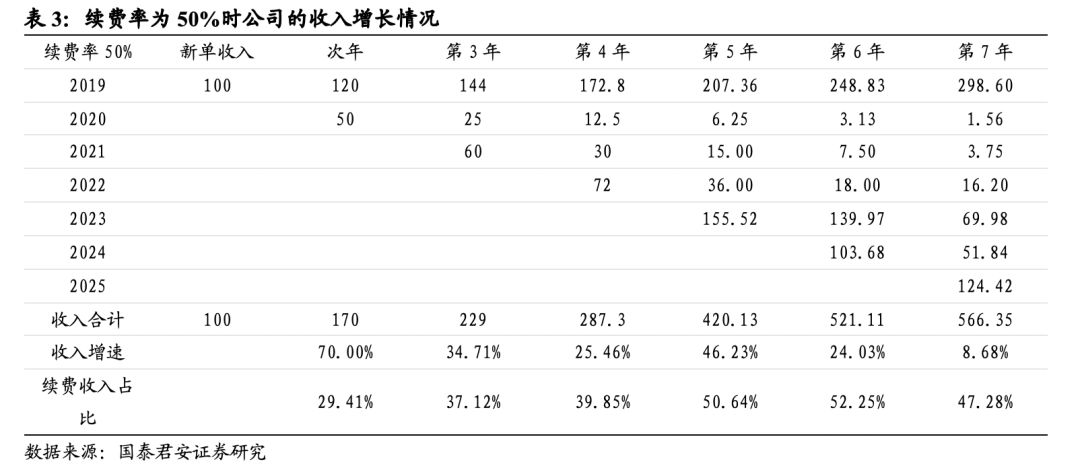 表 3：续费率为 50%时公司的收入增长情况
续费率 50% 新单收入 次年 第 3 年 第 4 年 第 5 年 第 6 年 第 7 年
2019 100 120 144 172.8 207.36 248.83 298.60
2020 50 25 12.5 6.25 3.13 1.56
2021 60 30 15.00 7.50 3.75
2022 72 36.00 18.00 16.20
2023 155.52 139.97 69.98
2024 103.68 51.84
2025 124.42
收入合计 100 170 229 287.3 420.13 521.11 566.35
收入增速 70.00% 34.71% 25.46% 46.23% 24.03% 8.68%
续费收入占
比 29.41% 37.12% 39.85% 50.64% 52.25% 47.28%
数据来源：国泰君安证券研究